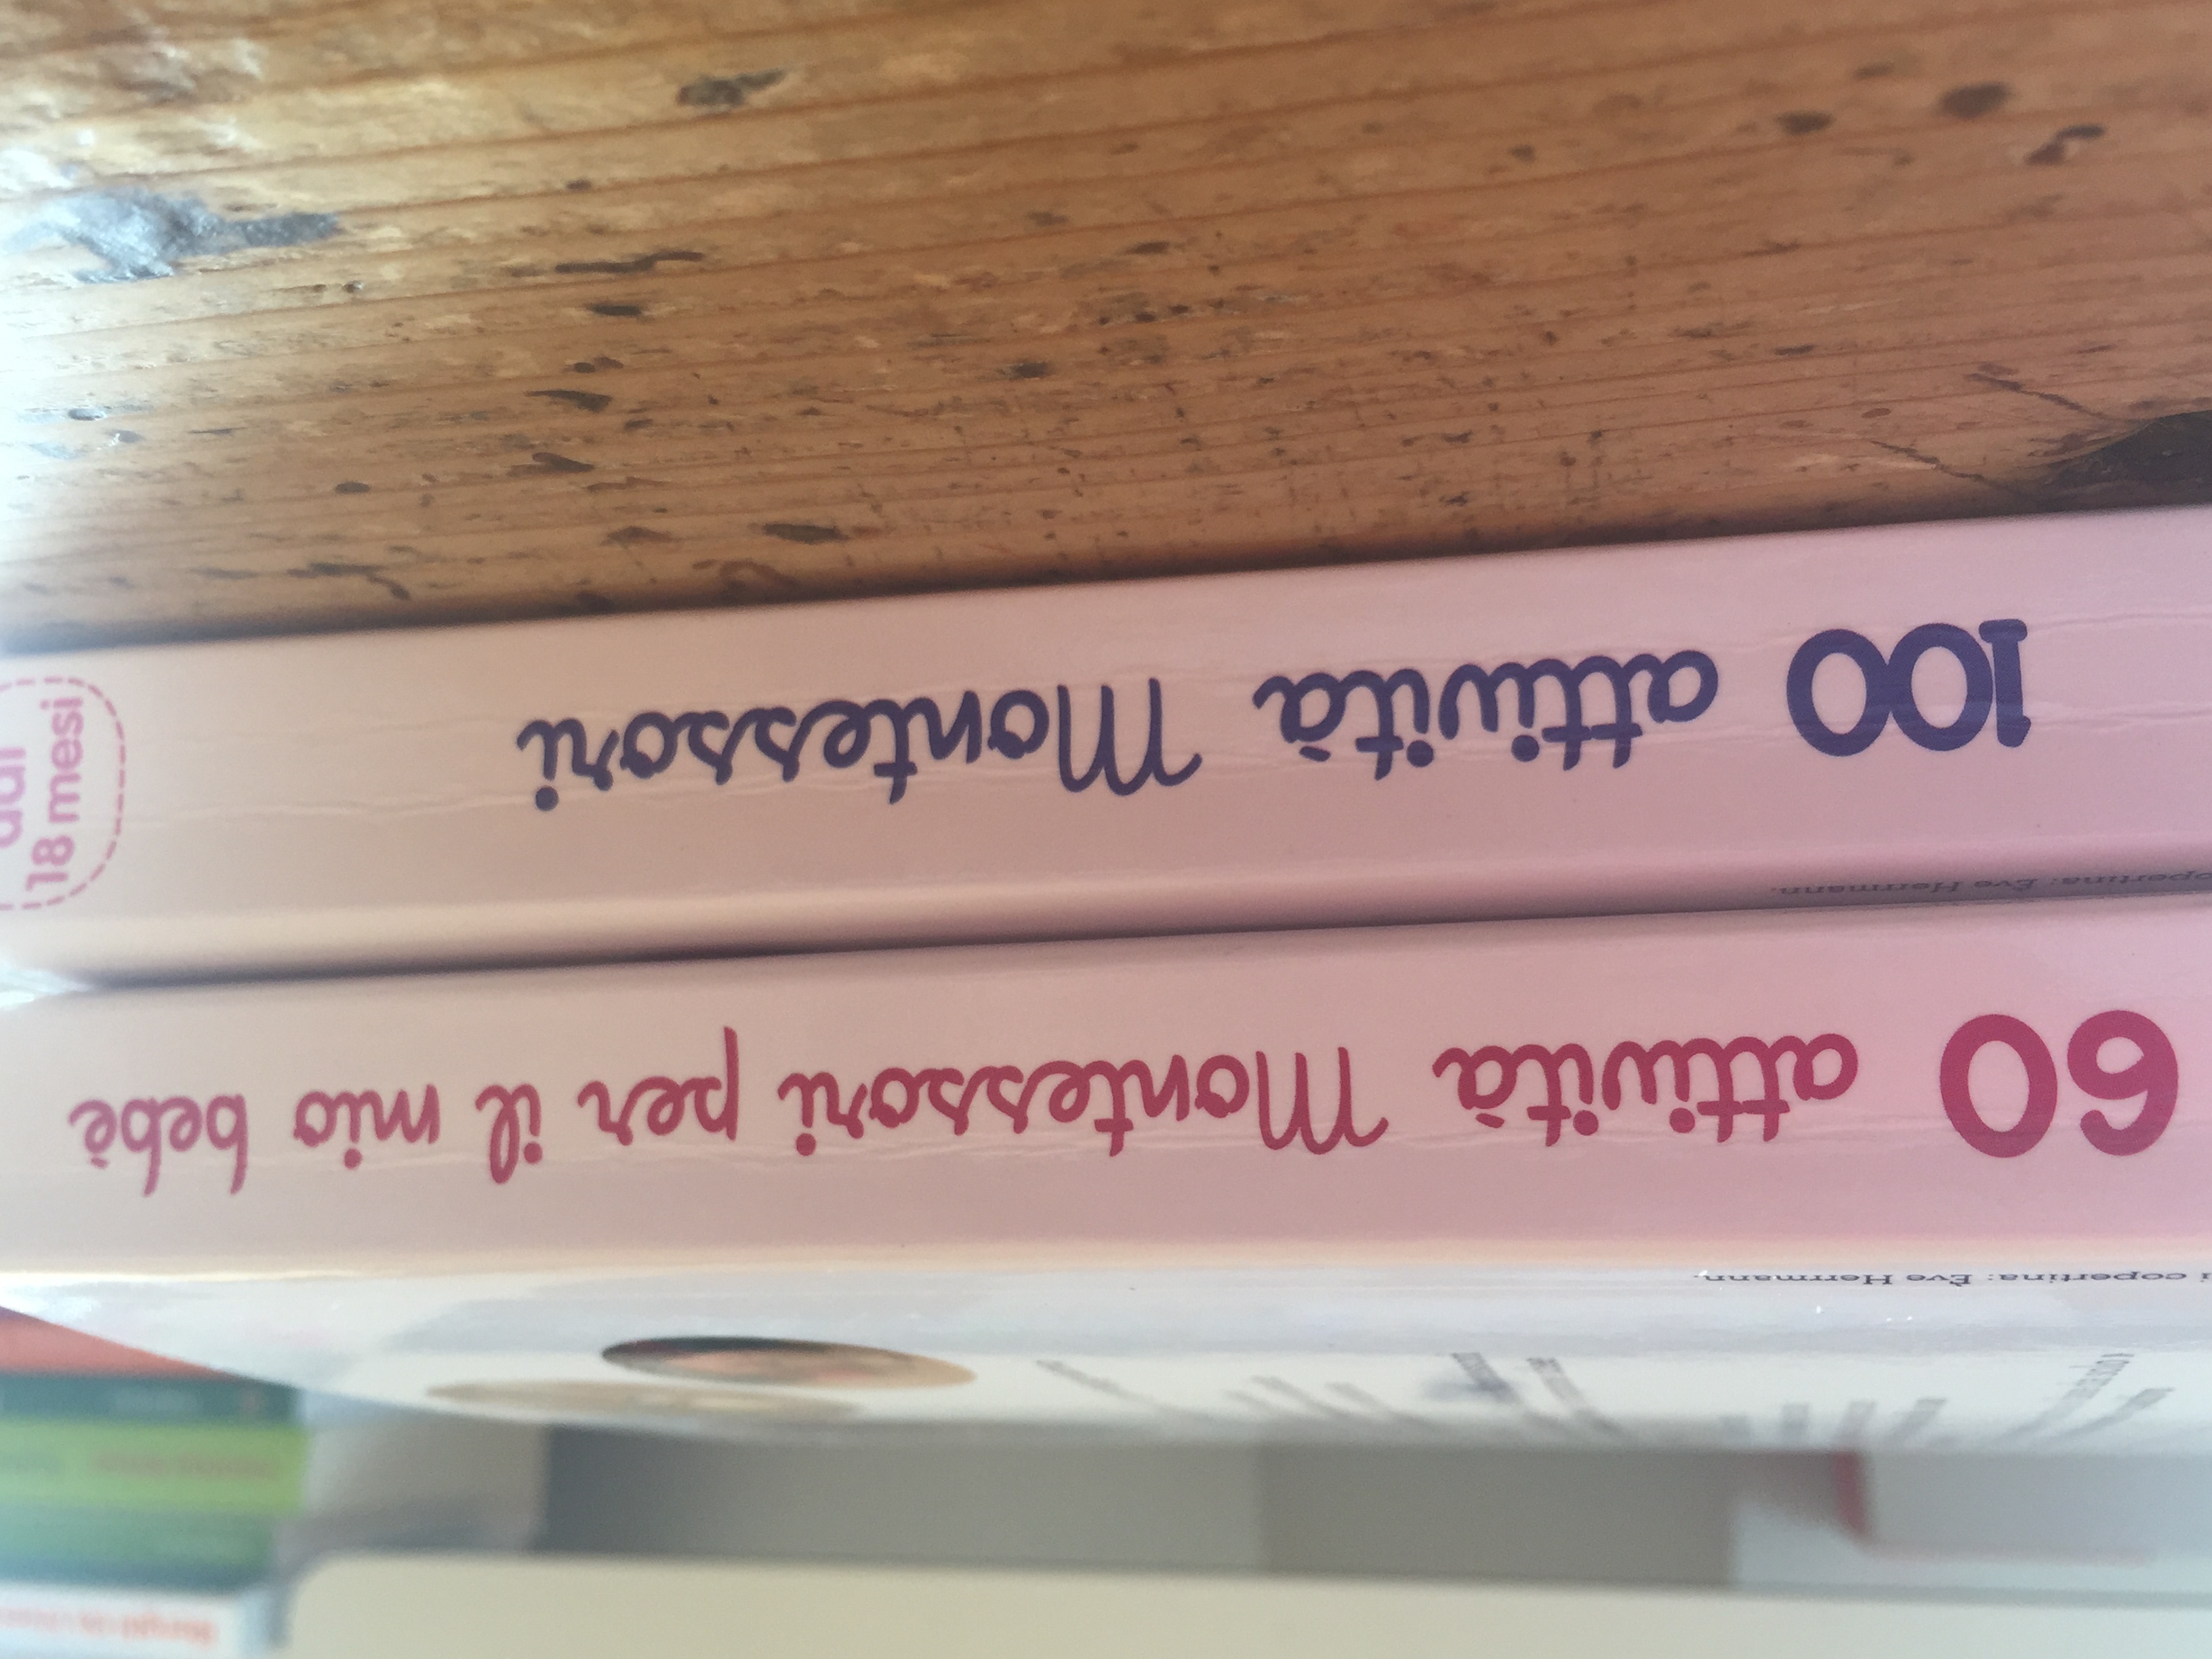 60 attività Montessori per il mio bebè
100 attività Montessori
dai
18 mesi
copertina: Ève Herrmann.
copertina: Ève Herrmann.